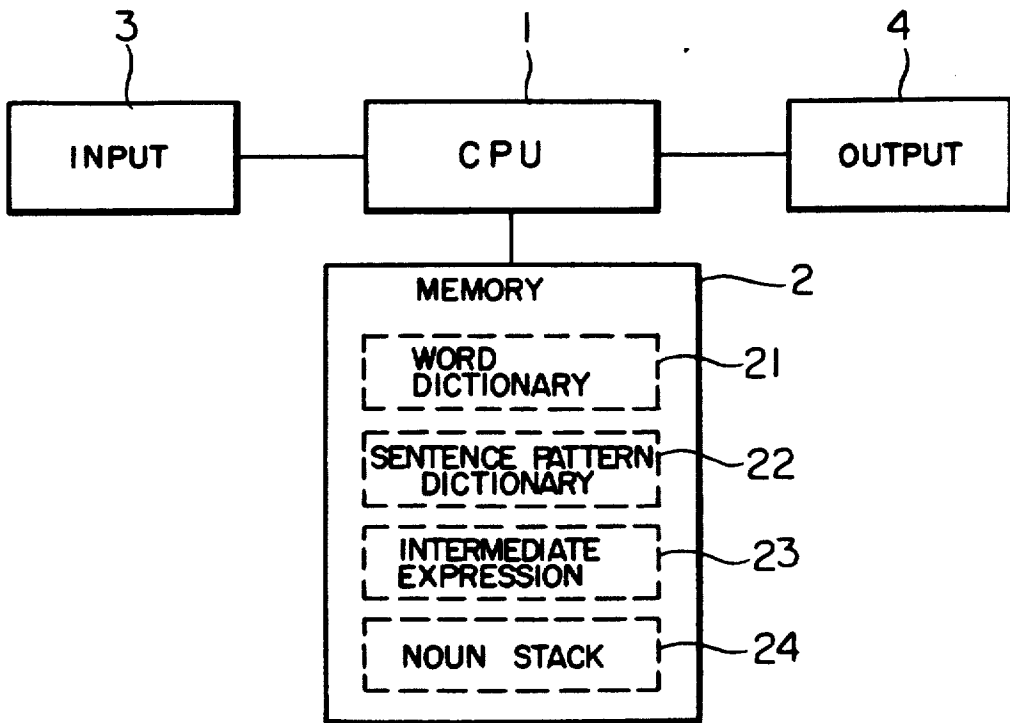 3
1
4
INPUT
CPU
OUTPUT
MEMORY
2
WORD
DICTIONARY
21
SENTENCE PATTERN
DICTIONARY
22
INTERMEDIATE
EXPRESSION
23
NOUN STACK
24